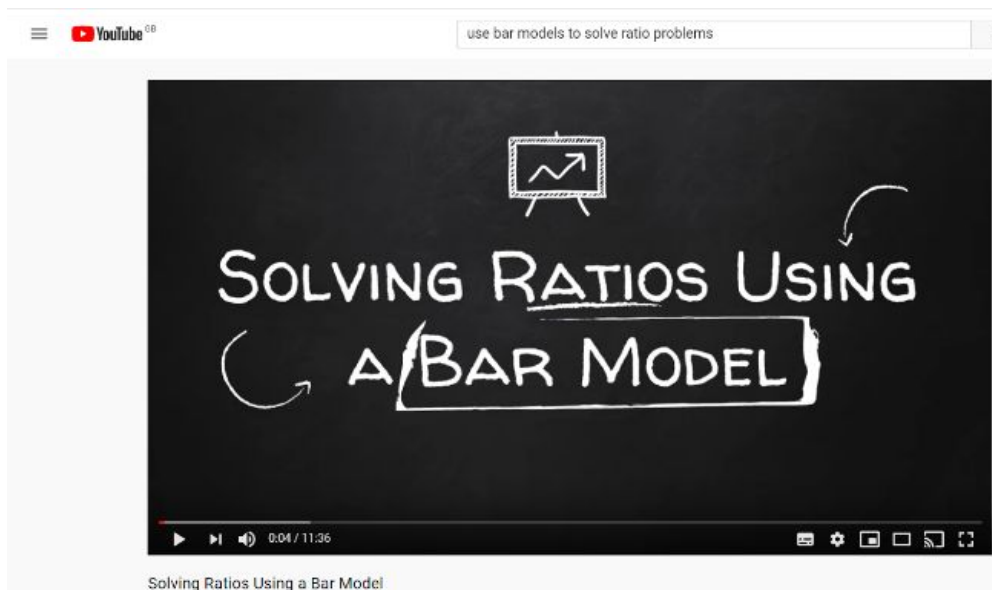 YouTube GB
use bar models to solve ratio problems
SOLVING RATIOS USING
A BAR MODEL
0:04 / 11:36
Solving Ratios Using a Bar Model